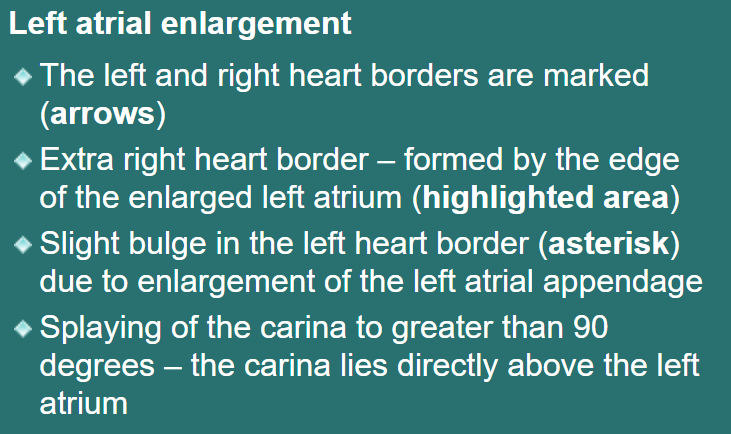 Left atrial enlargement
The left and right heart borders are marked
(arrows)
Extra right heart border – formed by the edge
of the enlarged left atrium (highlighted area)
Slight bulge in the left heart border (asterisk)
due to enlargement of the left atrial appendage
Splaying of the carina to greater than 90
degrees – the carina lies directly above the left
atrium